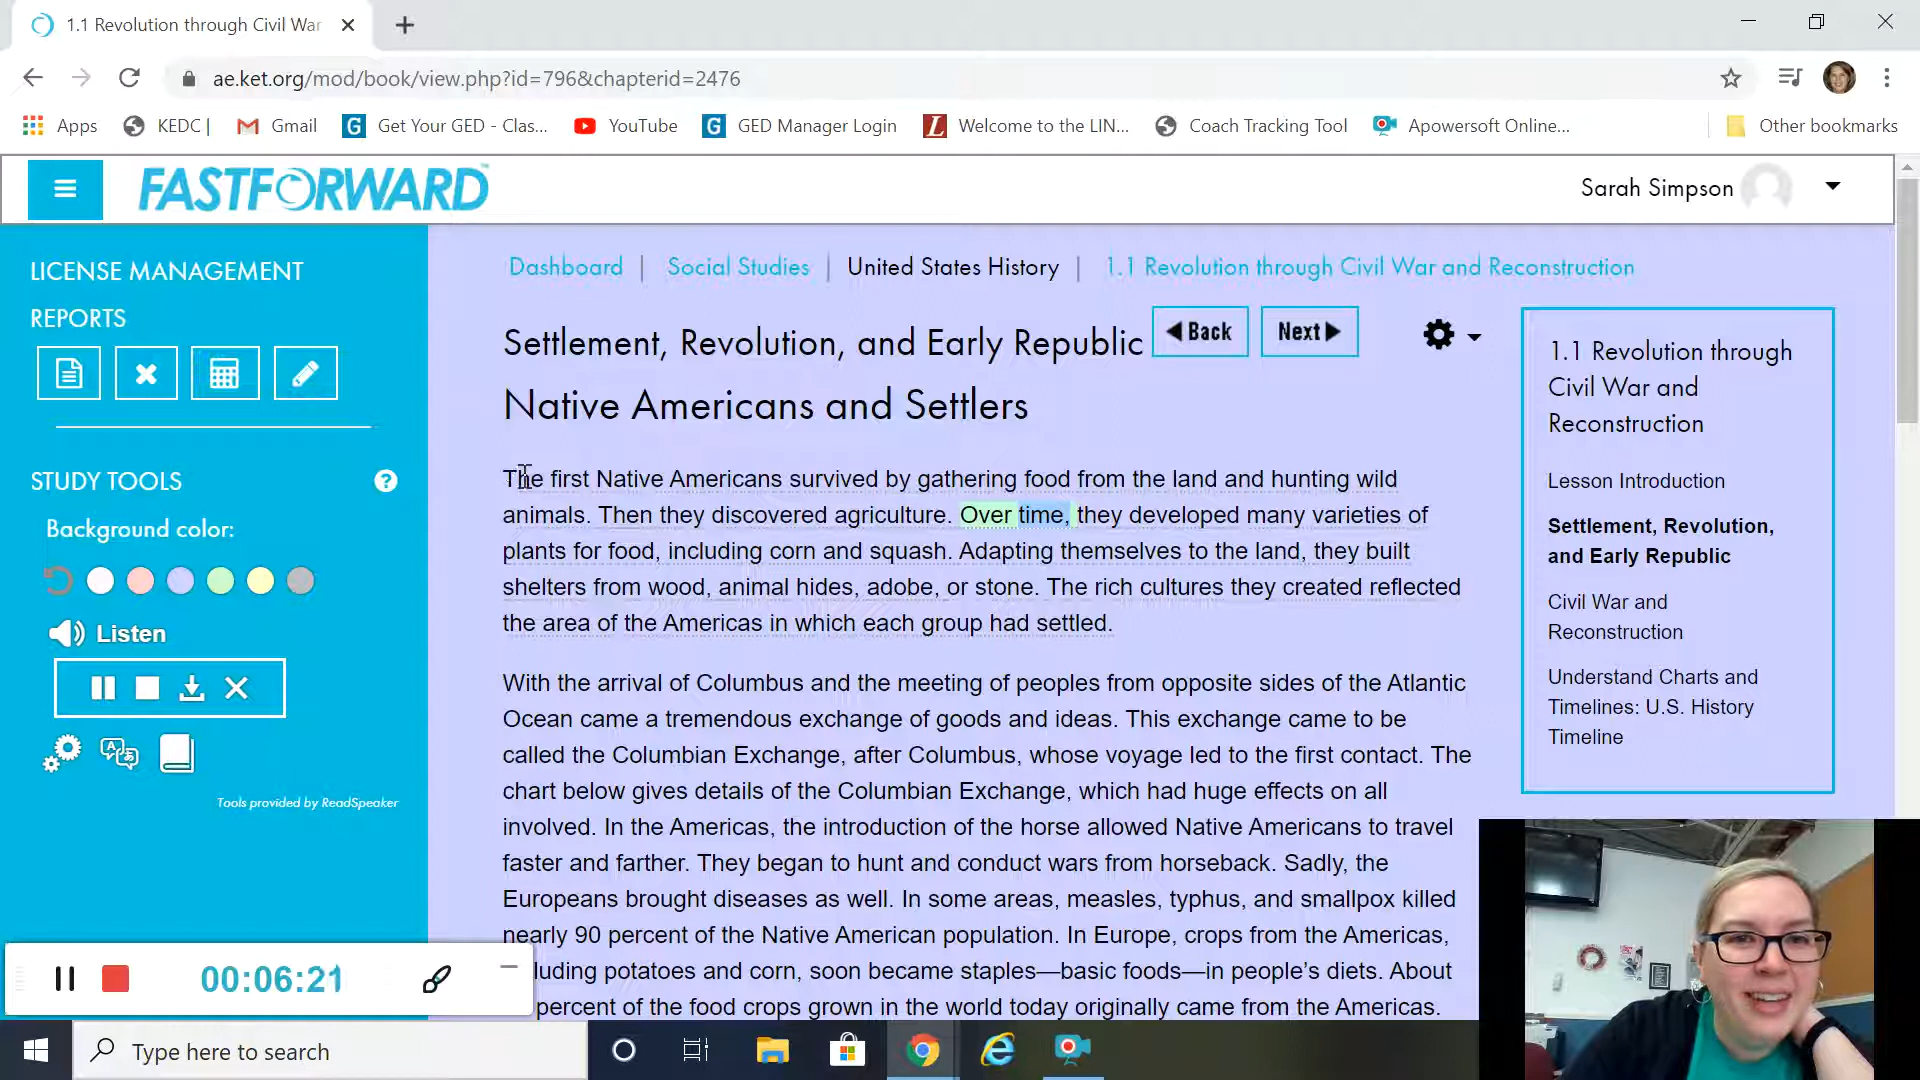 1.1 Revolution through Civil War
ae.ket.org/mod/book/view.php?id=796&chapterid=2476
Apps KEDC | Gmail Get Your GED - Clas... YouTube GED Manager Login Welcome to the LIN... Coach Tracking Tool Apowersoft Online... Other bookmarks
FASTFORWARD™
Sarah Simpson
LICENSE MANAGEMENT
REPORTS
STUDY TOOLS ?
Background color:
Listen
Tools provided by ReadSpeaker
Dashboard | Social Studies | United States History | 1.1 Revolution through Civil War and Reconstruction
Settlement, Revolution, and Early Republic
Back Next
Native Americans and Settlers
The first Native Americans survived by gathering food from the land and hunting wild
animals. Then they discovered agriculture. Over time, they developed many varieties of
plants for food, including corn and squash. Adapting themselves to the land, they built
shelters from wood, animal hides, adobe, or stone. The rich cultures they created reflected
the area of the Americas in which each group had settled.
With the arrival of Columbus and the meeting of peoples from opposite sides of the Atlantic
Ocean came a tremendous exchange of goods and ideas. This exchange came to be
called the Columbian Exchange, after Columbus, whose voyage led to the first contact. The
chart below gives details of the Columbian Exchange, which had huge effects on all
involved. In the Americas, the introduction of the horse allowed Native Americans to travel
faster and farther. They began to hunt and conduct wars from horseback. Sadly, the
Europeans brought diseases as well. In some areas, measles, typhus, and smallpox killed
nearly 90 percent of the Native American population. In Europe, crops from the Americas,
luding potatoes and corn, soon became staples—basic foods—in people's diets. About
percent of the food crops grown in the world today originally came from the Americas.
1.1 Revolution through
Civil War and
Reconstruction
Lesson Introduction
Settlement, Revolution,
and Early Republic
Civil War and
Reconstruction
Understand Charts and
Timelines: U.S. History
Timeline
00:06:21
Type here to search